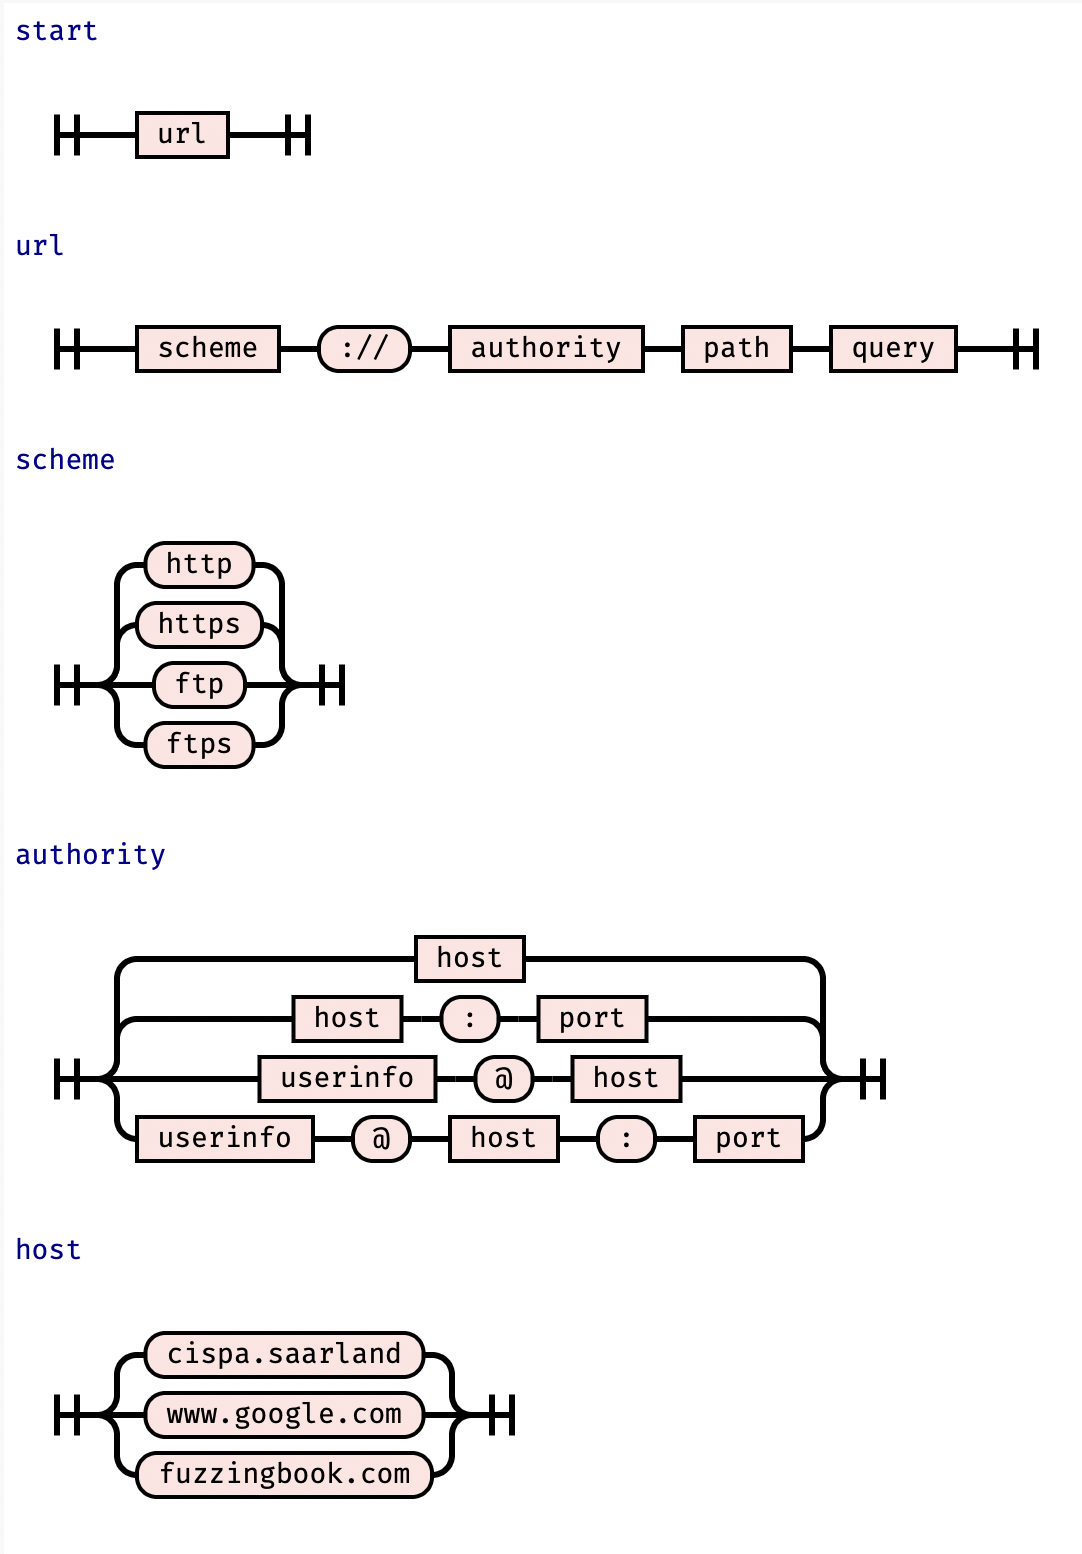 start
url
url
scheme :// authority path query
scheme
http
https
ftp
ftps
authority
host
host : port
userinfo @ host
userinfo @ host : port
host
cispa.saarland
www.google.com
fuzzingbook.com